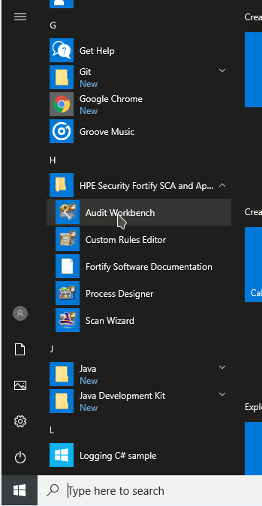 Crea
G
Get Help
Git
New
Google Chrome
New
Groove Music
H
HPE Security Fortify SCA and Ap...
Audit Workbench
Crea
Custom Rules Editor
Fortify Software Documentation
Cal
Process Designer
Scan Wizard
J
Java
New
Java Development Kit
New
Explo
L
Logging C# sample
Type here to search